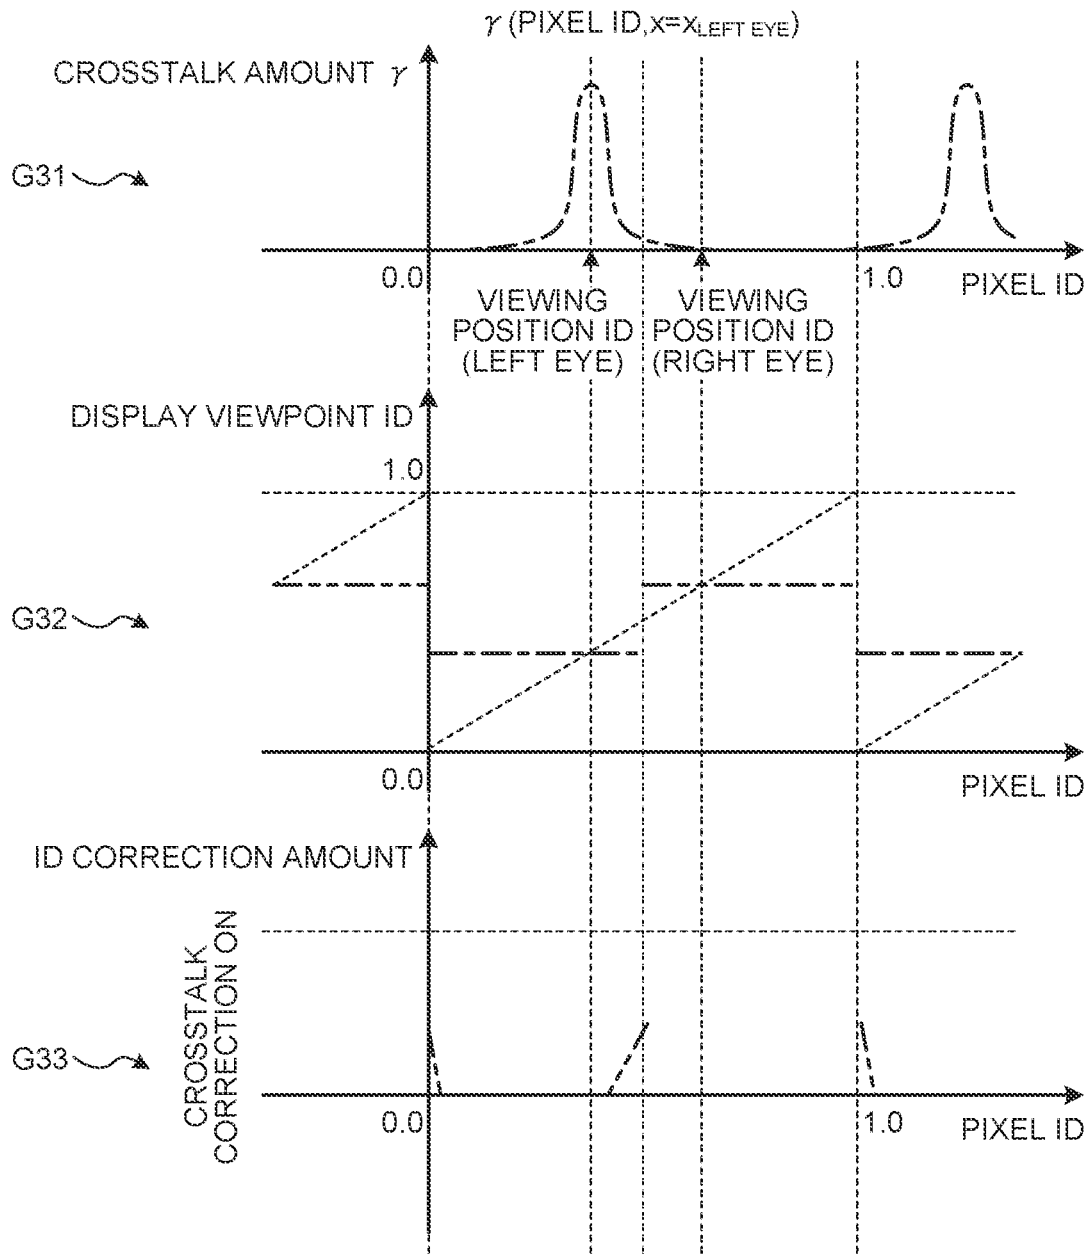 γ (PIXEL ID,x=xLEFT EYE)
CROSSTALK AMOUNT γ
G31
0.0
1.0
PIXEL ID
VIEWING
POSITION ID
(LEFT EYE)
VIEWING
POSITION ID
(RIGHT EYE)
DISPLAY VIEWPOINT ID
1.0
G32
0.0
PIXEL ID
ID CORRECTION AMOUNT
CROSSTALK
CORRECTION ON
G33
0.0
1.0
PIXEL ID